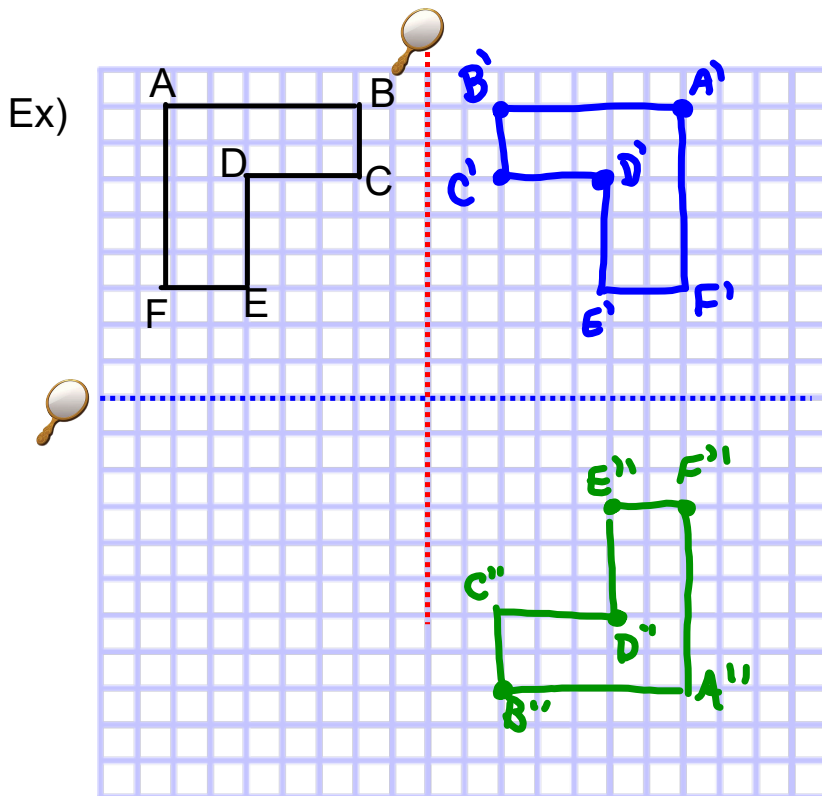 Ex)
A B
D C
F E
B' A'
C' D'
E' F'
E" F"
C" D"
B" A"